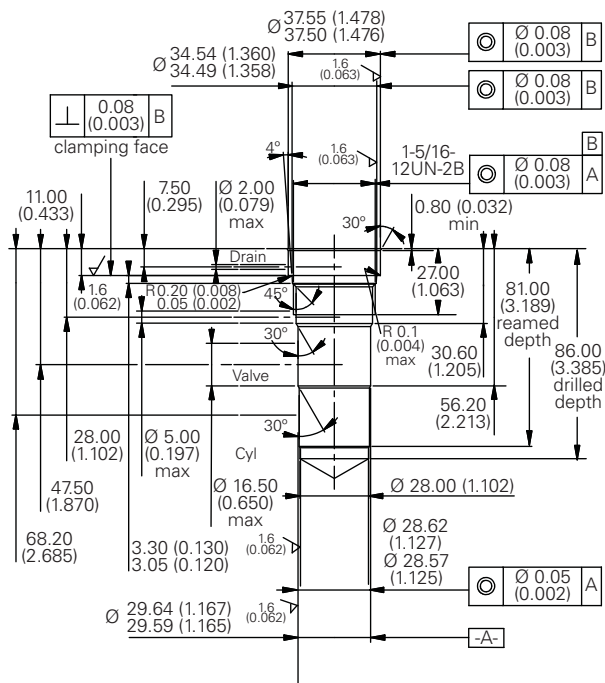 Ø 37.55 (1.478)
37.50 (1.476)
Ø 34.54 (1.360)
34.49 (1.358)
1.6
(0.063)
Ø 0.08
(0.003)
B
Ø 0.08
(0.003)
B
0.08
(0.003)
B
clamping face
4°
1.6
(0.063)
1-5/16-
12UN-2B
B
Ø 0.08
(0.003)
A
11.00
(0.433)
7.50
(0.295)
Ø 2.00
(0.079)
max
30°
0.80 (0.032)
min
Drain
1.6
(0.062)
R 0.20 (0.008)
0.05 (0.002)
45°
27.00
(1.063)
81.00
(3.189)
reamed
depth
R 0.1
(0.004)
max
30°
30.60
(1.205)
86.00
(3.385)
drilled
depth
Valve
56.20
(2.213)
30°
28.00
(1.102)
Ø 5.00
(0.197)
max
Cyl
47.50
(1.870)
Ø 16.50
(0.650)
max
Ø 28.00 (1.102)
68.20
(2.685)
3.30 (0.130)
3.05 (0.120)
1.6
(0.062)
Ø 28.62
(1.127)
Ø 28.57
(1.125)
Ø 0.05
(0.002)
A
Ø 29.64 (1.167)
29.59 (1.165)
1.6
(0.062)
-A-